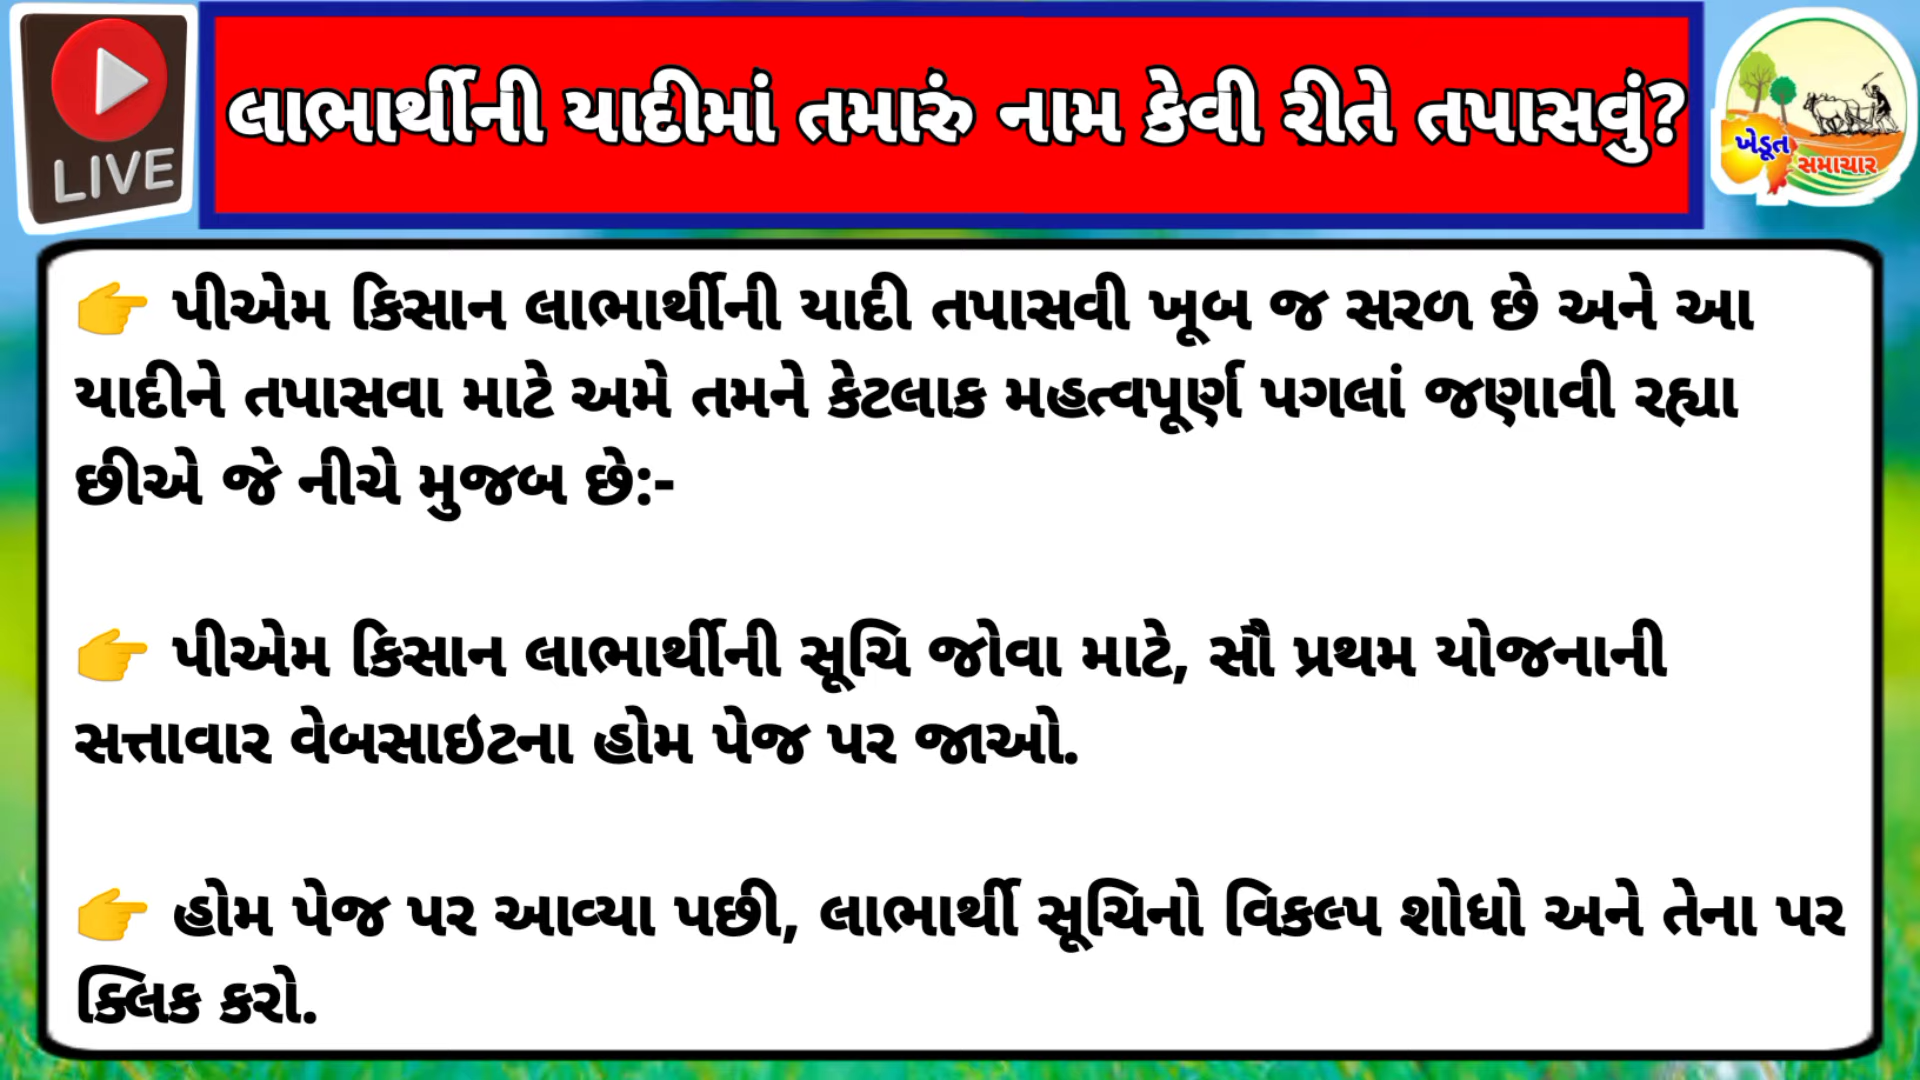 LIVE
લાભાર્થીની યાદીમાં તમારું નામ કેવી રીતે તપાસવું?
ખેડૂત
સમાચાર
👉 પીએમ કિસાન લાભાર્થીની યાદી તપાસવી ખૂબ જ સરળ છે અને આ
યાદીને તપાસવા માટે અમે તમને કેટલાક મહત્વપૂર્ણ પગલાં જણાવી રહ્યા
છીએ જે નીચે મુજબ છે:-
👉 પીએમ કિસાન લાભાર્થીની સૂચિ જોવા માટે, સૌ પ્રથમ યોજનાની
સત્તાવાર વેબસાઇટના હોમ પેજ પર જાઓ.
👉 હોમ પેજ પર આવ્યા પછી, લાભાર્થી સૂચિનો વિકલ્પ શોધો અને તેના પર
ક્લિક કરો.